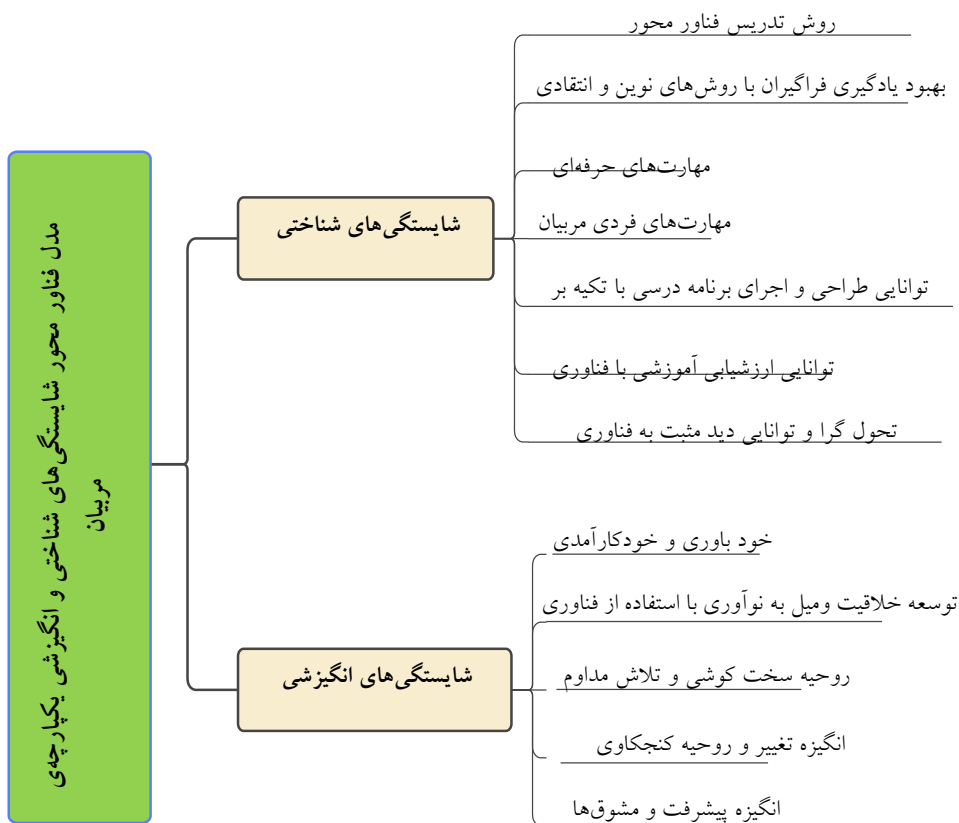 مدل فناور محور شایستگی‌های شناختی و انگیزشی یکپارچه‌ی
مربیان
شایستگی‌های شناختی
روش تدریس فناور محور
بهبود یادگیری فراگیران با روش‌های نوین و انتقادی
مهارت‌های حرفه‌ای
مهارت‌های فردی مربیان
توانایی طراحی و اجرای برنامه درسی با تکیه بر
توانایی ارزشیابی آموزشی با فناوری
تحول گرا و توانایی دید مثبت به فناوری
شایستگی‌های انگیزشی
خود باوری و خودکارآمدی
توسعه خلاقیت ومیل به نوآوری با استفاده از فناوری
روحیه سخت کوشی و تلاش مداوم
انگیزه تغییر و روحیه کنجکاوی
انگیزه پیشرفت و مشوق‌ها